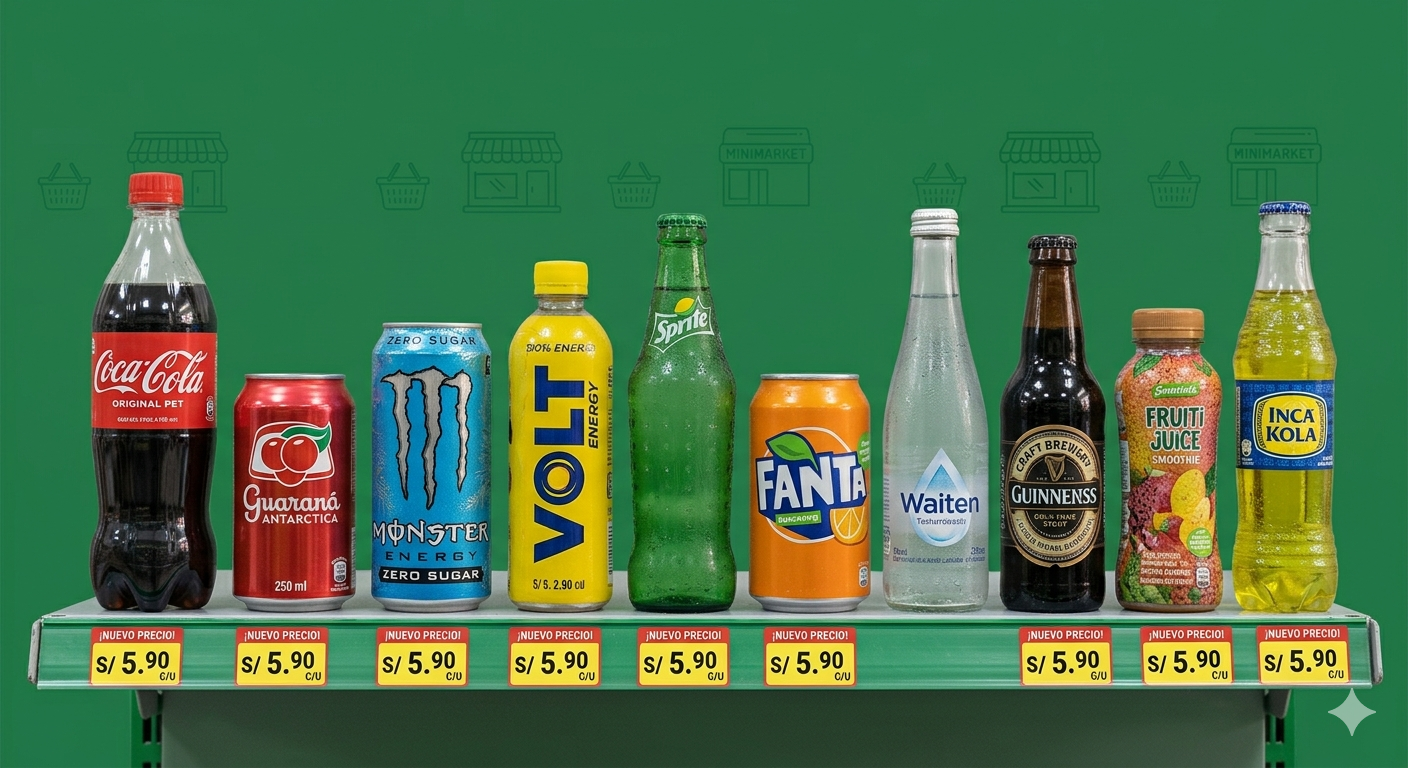 MINIMARKET
MINIMARKET
Coca-Cola
ORIGINAL PET
Guaraná
ANTARCTICA
250 ml
ZERO SUGAR
MONSTER
ENERGY
ZERO SUGAR
VOLT
ENERGY
S/ 5. 2.90 cu
Sprite
FANTA
Waiten
CRAFT BREWERY
GUINNENSS
FRUITI
JUICE
SMOOTHIE
INCA
KOLA
¡NUEVO PRECIO!
S/ 5.90
C/U
¡NUEVO PRECIO!
S/ 5.90
C/U
¡NUEVO PRECIO!
S/ 5.90
C/U
¡NUEVO PRECIO!
S/ 5.90
C/U
¡NUEVO PRECIO!
S/ 5.90
C/U
¡NUEVO PRECIO!
S/ 5.90
C/U
¡NUEVO PRECIO!
S/ 5.90
C/U
¡NUEVO PRECIO!
S/ 5.90
C/U
¡NUEVO PRECIO!
S/ 5.90
C/U